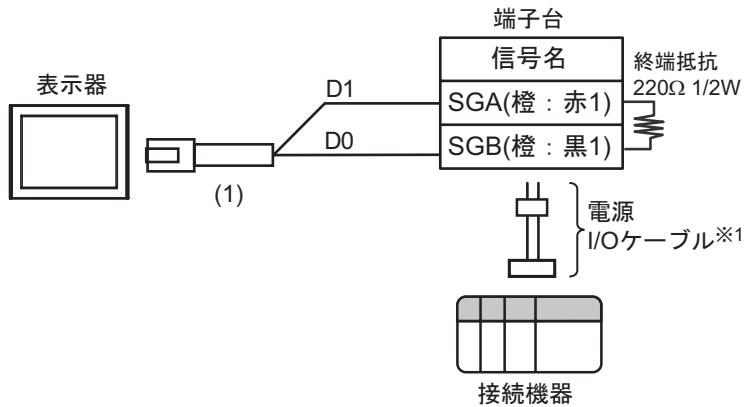 端子台
信号名
終端抵抗
220Ω 1/2W
表示器
D1
SGA(橙：赤1)
D0
SGB(橙：黒1)
(1)
電源
I/Oケーブル※1
接続機器